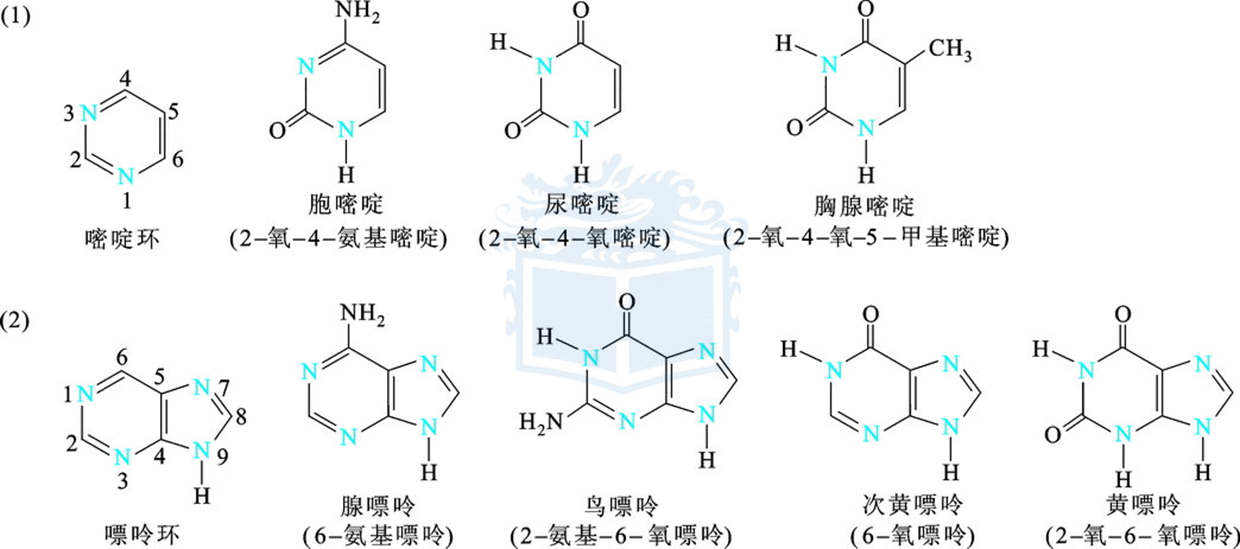 (1)
NH₂
N
N
H
O
胞嘧啶
(2-氧-4-氨基嘧啶)
O
H
N
O
N
H
尿嘧啶
(2-氧-4-氧嘧啶)
O
H
N
CH₃
O
N
H
胸腺嘧啶
(2-氧-4-氧-5-甲基嘧啶)
4
3 N
5
2
6
N
1
嘧啶环
(2)
6
5
1 N
N 7
8
2
N
3
4
N 9
H
嘌呤环
NH₂
N
N
N
N
H
腺嘌呤
(6-氨基嘌呤)
O
H
N
N
H₂N
N
N
H
鸟嘌呤
(2-氨基-6-氧嘌呤)
O
H
N
N
N
N
H
次黄嘌呤
(6-氧嘌呤)
O
H
N
N
O
N
N
H
H
黄嘌呤
(2-氧-6-氧嘌呤)